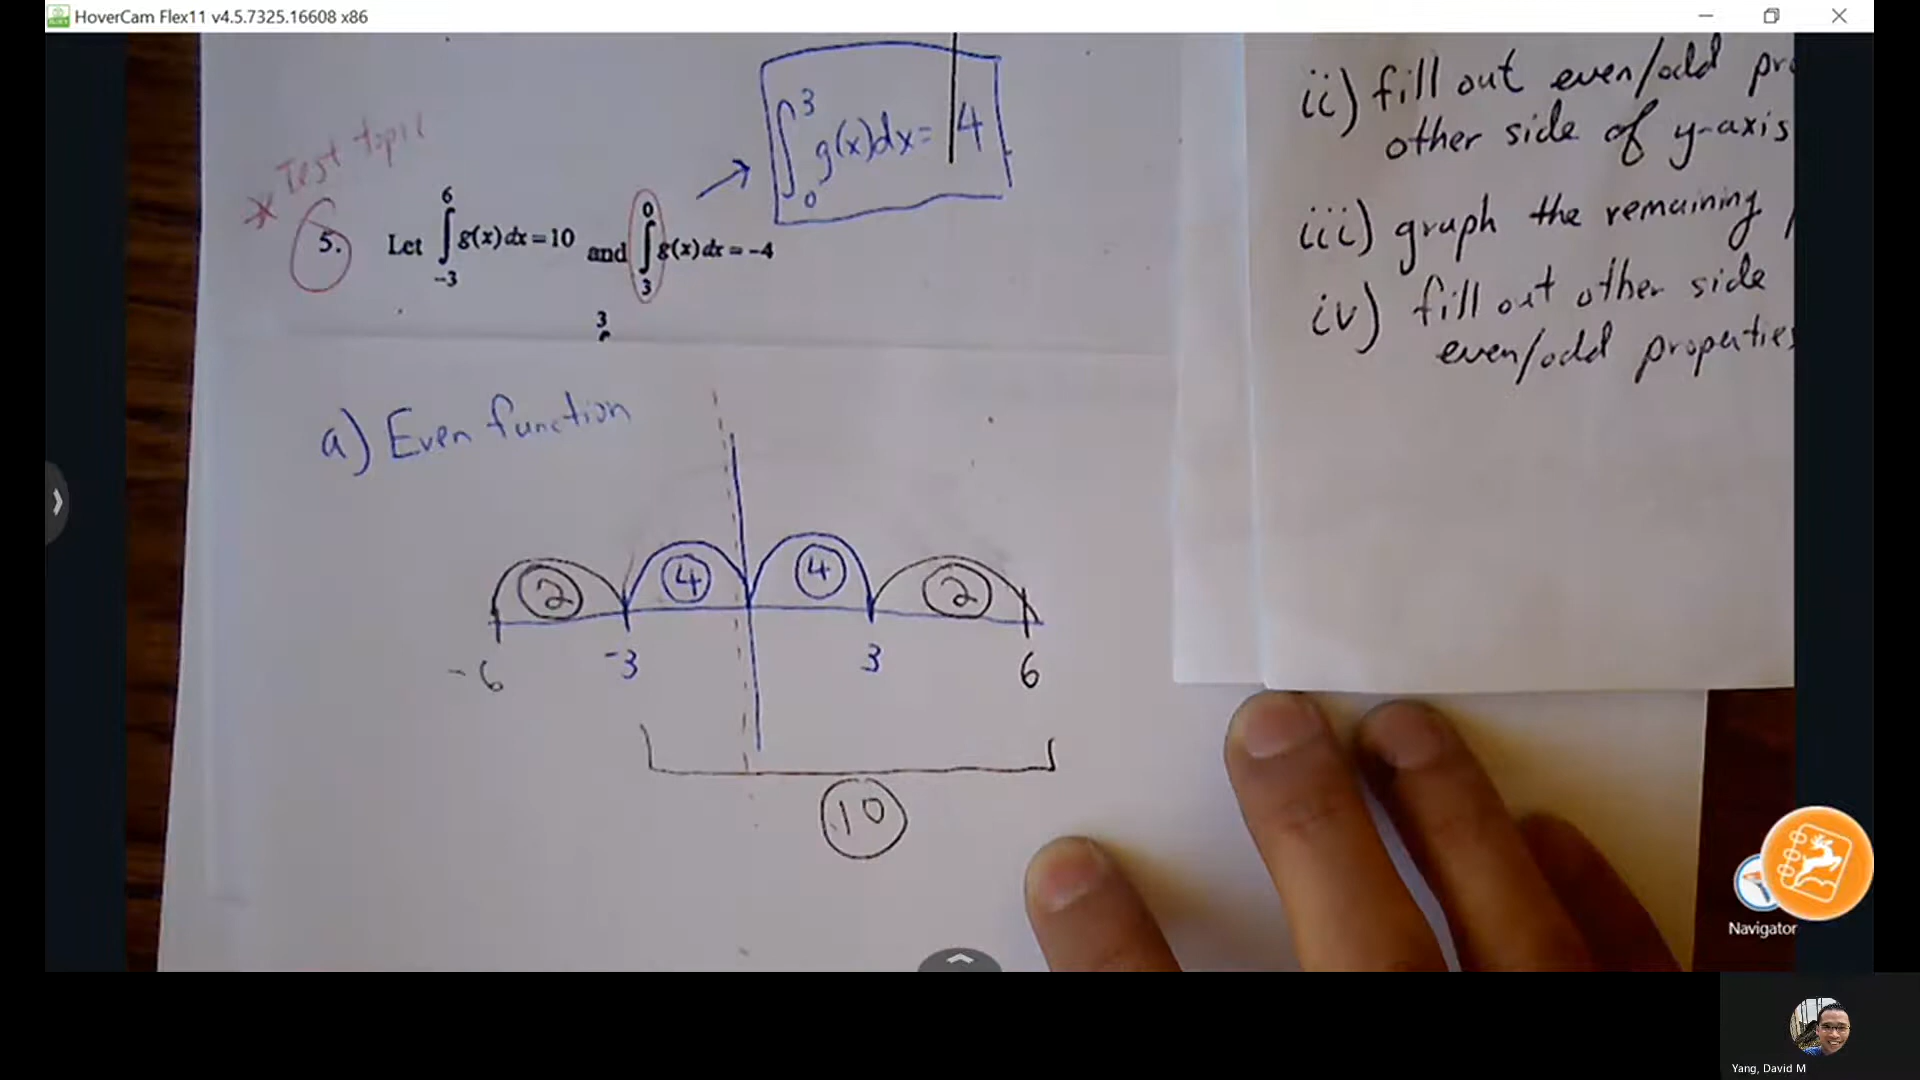 HoverCam Flex11 v4.5.7325.16608 x86
* Test topic
5. Let ∫_{-3}^{6} g(x) dx = 10 and ∫_{3}^{0} g(x) dx = -4
→ ∫_{0}^{3} g(x)dx = 4
3
a) Even function
2 4 4 2
-6 -3 3 6
10
ii) fill out even/odd
other side of y-axis
iii) graph the remaining
iv) fill out other side
even/odd properties
Navigator
Yang, David M